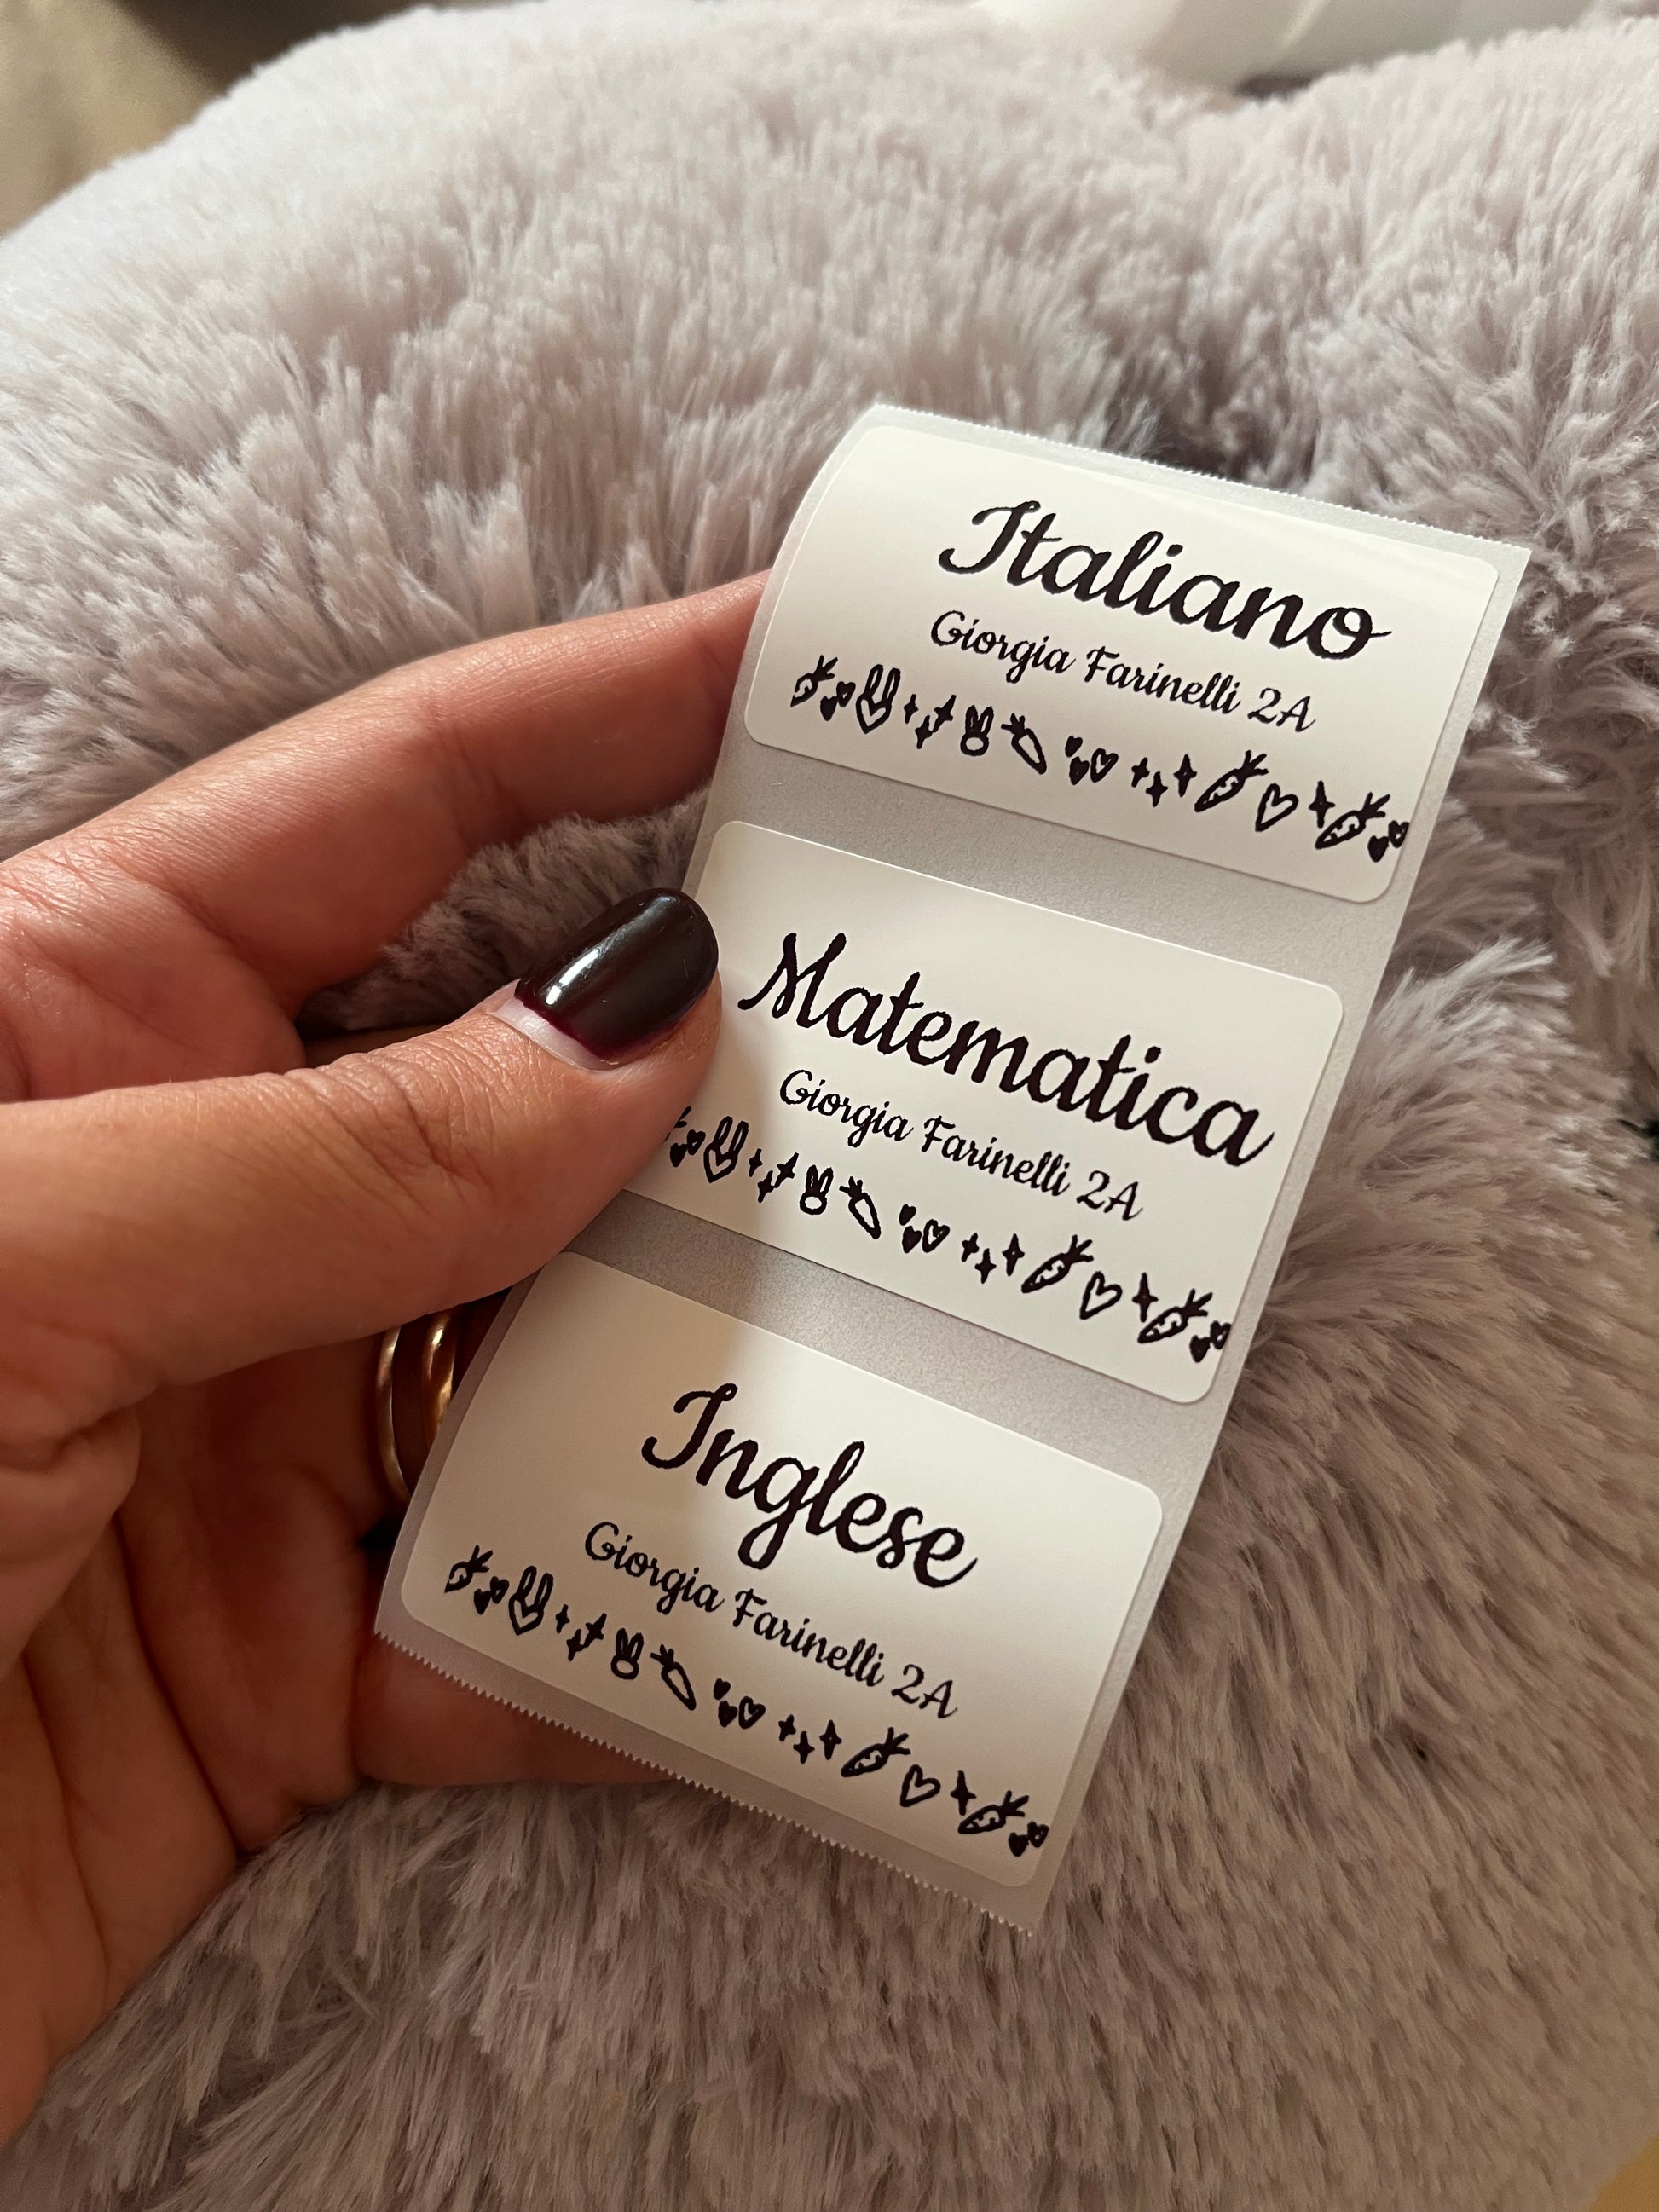 Italiano
Giorgia Farinelli 2A
Matematica
Giorgia Farinelli 2A
Inglese
Giorgia Farinelli 2A